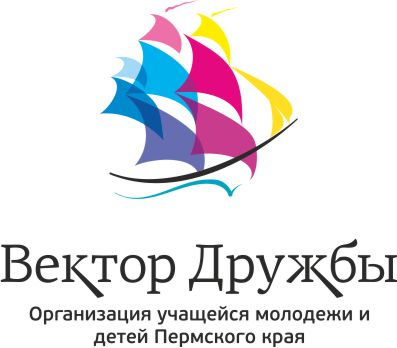 Вектор Дружбы
Организация учащейся молодежи и
детей Пермского края